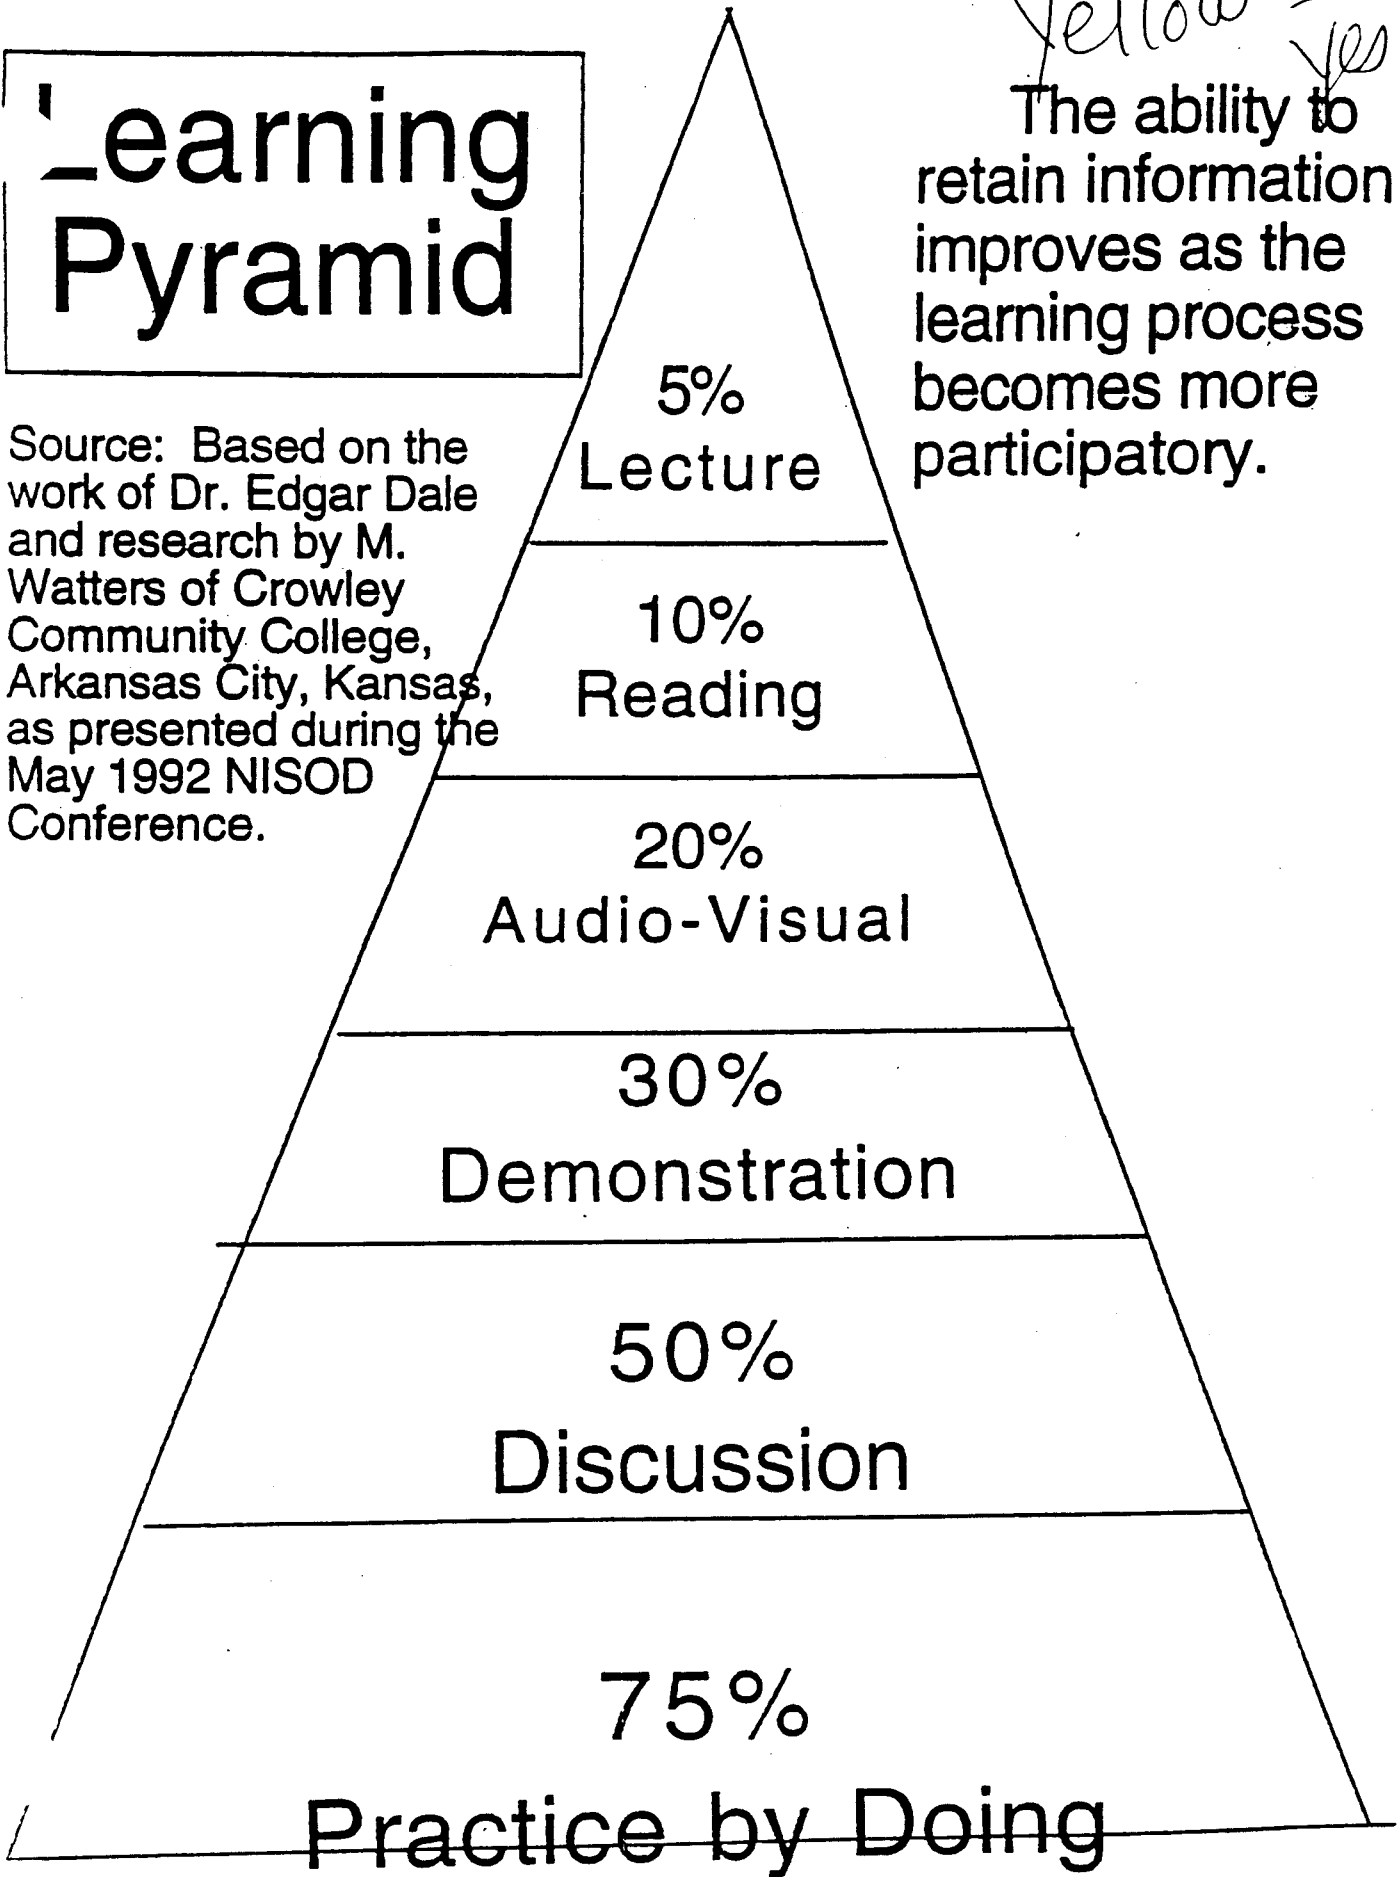 Yellow
Yes
Learning
Pyramid
The ability to
retain information
improves as the
learning process
becomes more
participatory.
Source: Based on the
work of Dr. Edgar Dale
and research by M.
Watters of Crowley
Community College,
Arkansas City, Kansas,
as presented during the
May 1992 NISOD
Conference.
5%
Lecture
10%
Reading
20%
Audio-Visual
30%
Demonstration
50%
Discussion
75%
Practice by Doing